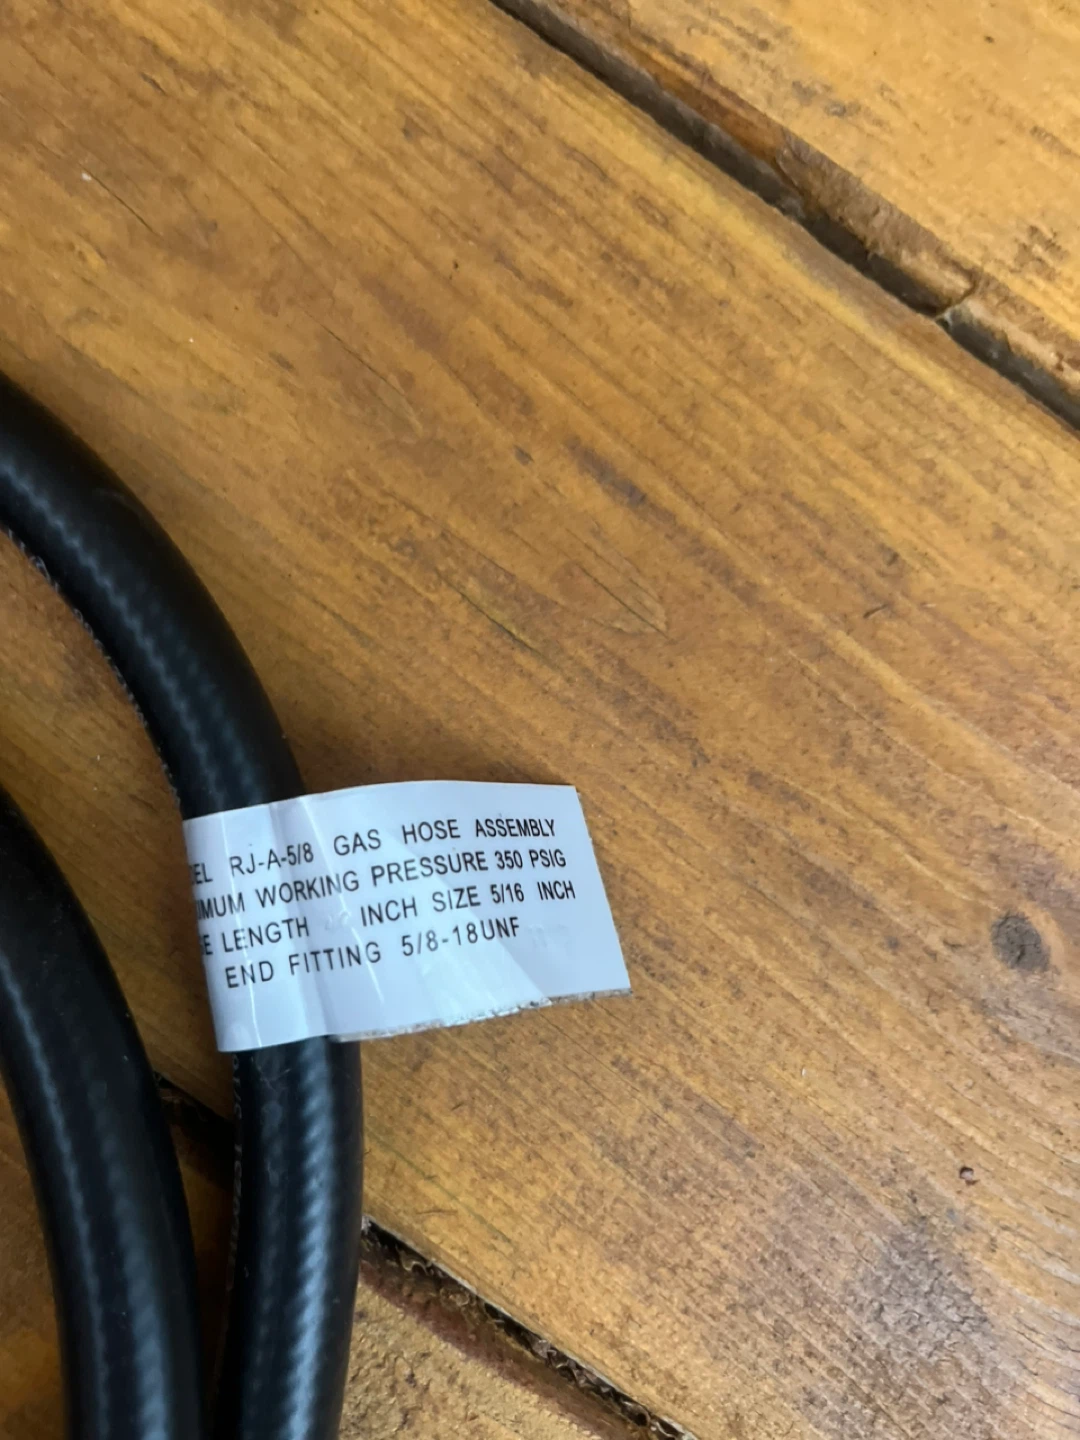 RJ-A-5/8 GAS HOSE ASSEMBLY
WORKING PRESSURE 350 PSIG
LENGTH INCH SIZE 5/16 INCH
END FITTING 5/8-18UNF